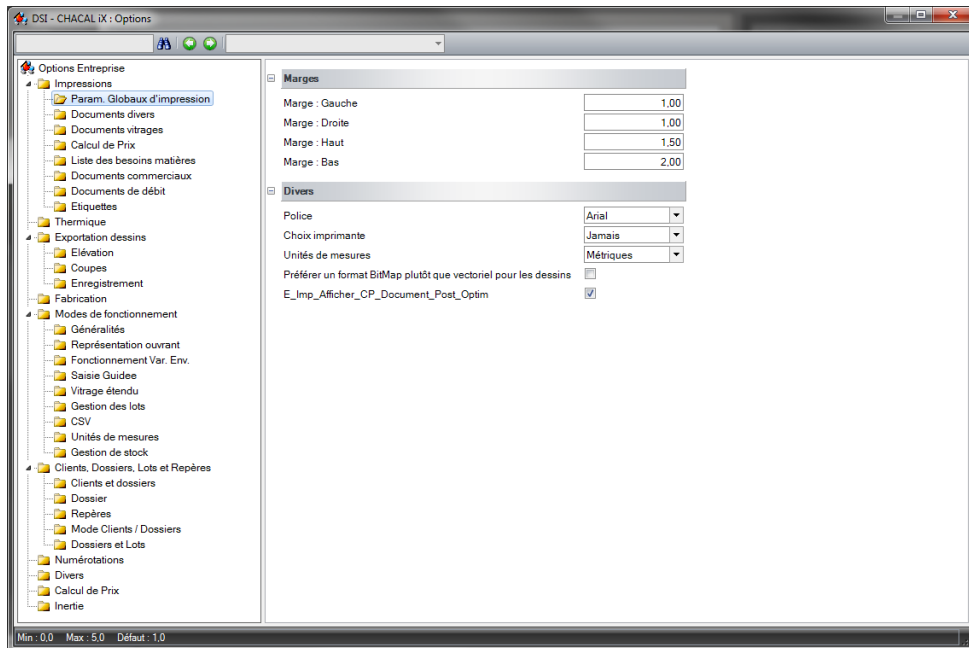 DSI - CHACAL iX : Options
Options Entreprise
Impressions
Param. Globaux d'impression
Documents divers
Documents vitrages
Calcul de Prix
Liste des besoins matières
Documents commerciaux
Documents de débit
Etiquettes
Thermique
Exportation dessins
Elévation
Coupes
Enregistrement
Fabrication
Modes de fonctionnement
Généralités
Représentation ouvrant
Fonctionnement Var. Env.
Saisie Guidee
Vitrage étendu
Gestion des lots
CSV
Unités de mesures
Gestion de stock
Clients, Dossiers, Lots et Repères
Clients et dossiers
Dossier
Repères
Mode Clients / Dossiers
Dossiers et Lots
Numérotations
Divers
Calcul de Prix
Inertie
Marges
Marge : Gauche 1,00
Marge : Droite 1,00
Marge : Haut 1,50
Marge : Bas 2,00
Divers
Police Arial
Choix imprimante Jamais
Unités de mesures Métriques
Préférer un format BitMap plutôt que vectoriel pour les dessins
E_Imp_Afficher_CP_Document_Post_Optim
Min : 0,0 Max : 5,0 Défaut : 1,0